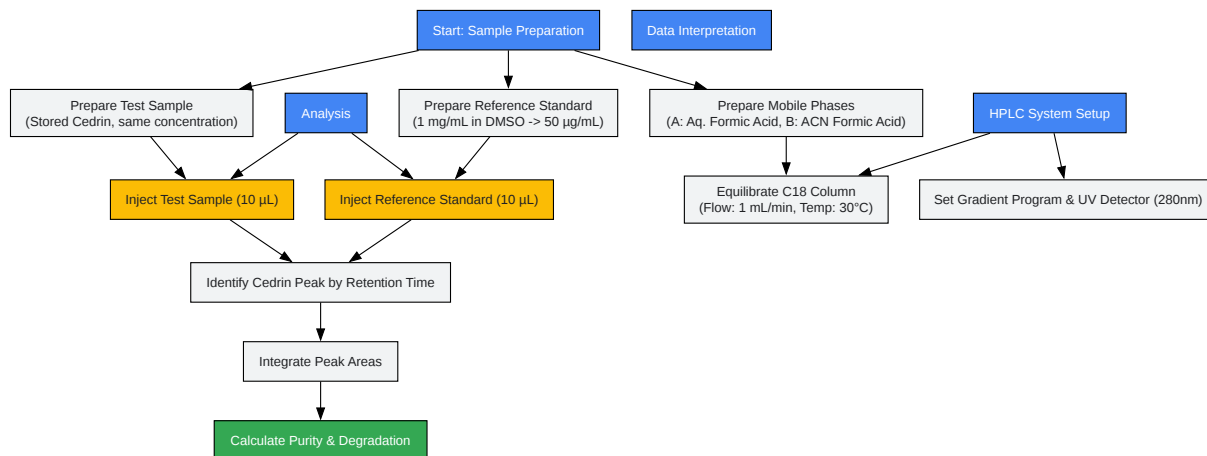 Start: Sample Preparation
Data Interpretation
Prepare Test Sample
(Stored Cedrin, same concentration)
Analysis
Prepare Reference Standard
(1 mg/mL in DMSO -> 50 µg/mL)
Prepare Mobile Phases
(A: Aq. Formic Acid, B: ACN Formic Acid)
HPLC System Setup
Inject Test Sample (10 µL)
Inject Reference Standard (10 µL)
Equilibrate C18 Column
(Flow: 1 mL/min, Temp: 30°C)
Set Gradient Program & UV Detector (280nm)
Identify Cedrin Peak by Retention Time
Integrate Peak Areas
Calculate Purity & Degradation